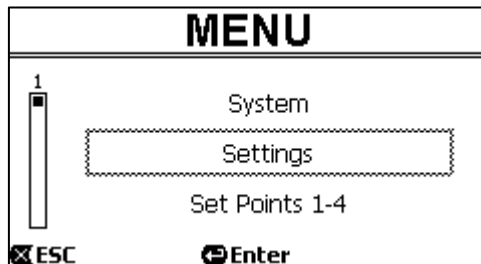 MENU
1
System
Settings
Set Points 1-4
ESC Enter